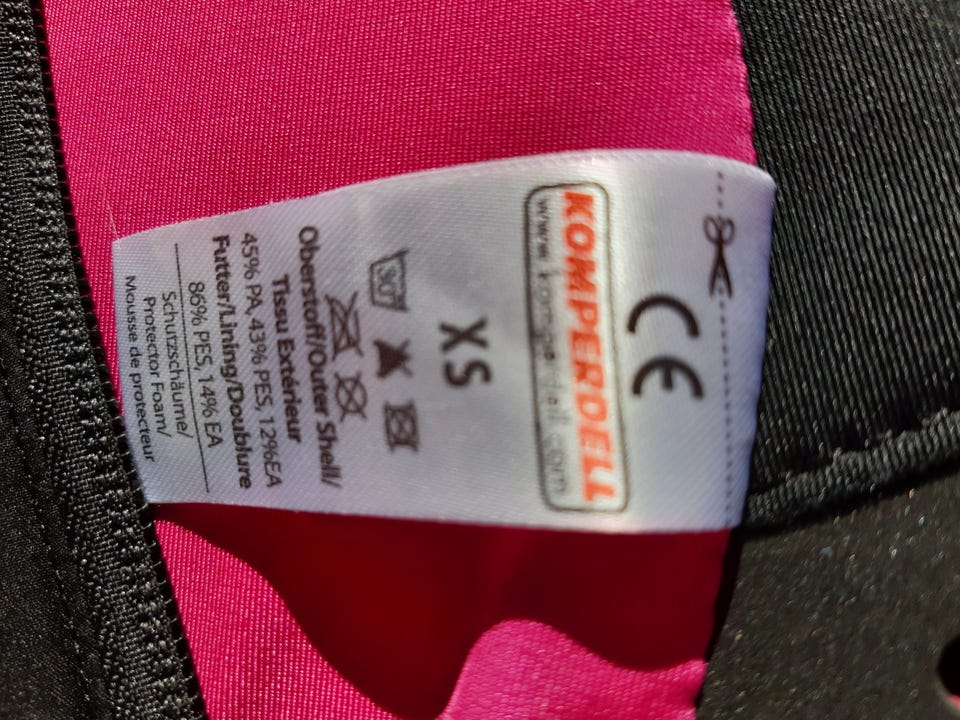 CE
KOMPERDELL
www.komperdell.com
XS
30°
Oberstoff/Outer Shell/
Tissu Extérieur
45% PA, 43% PES, 12%EA
Futter/Lining/Doublure
86% PES, 14% EA
Schutzschäume/
Protector Foam/
Mousse de protecteur